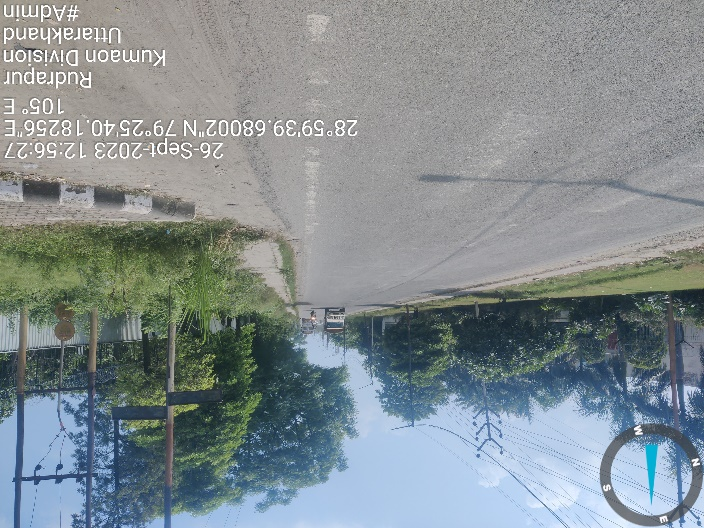 26-Sept-2023 12:56:27
28°59'39.68002"N 79°25'40.18256"E
105° E
Rudrapur
Kumaon Division
Uttarakhand
#Admin
N
E
S
W